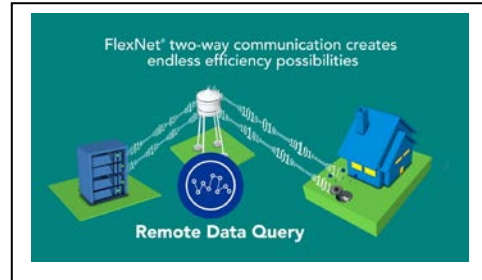 FlexNet® two-way communication creates
endless efficiency possibilities
Remote Data Query